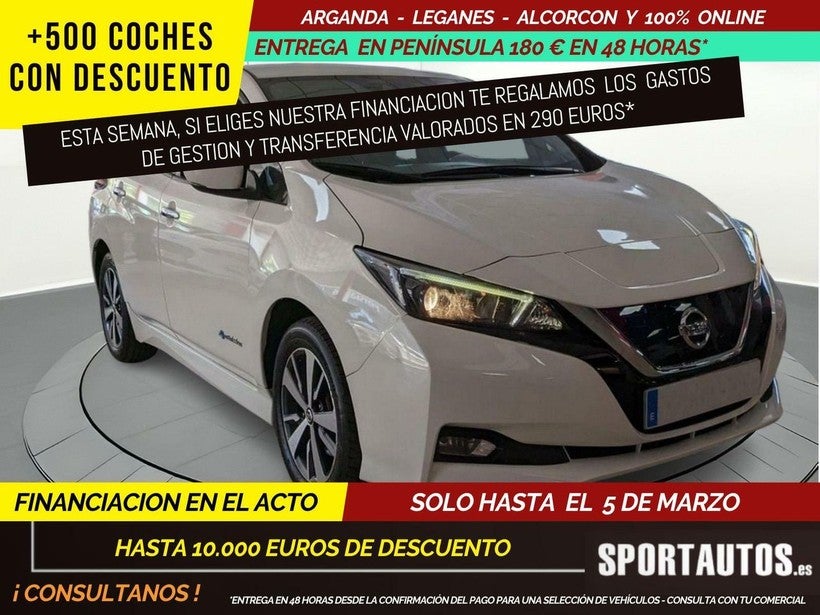 +500 COCHES
CON DESCUENTO
ARGANDA - LEGANES - ALCORCON Y 100% ONLINE
ENTREGA EN PENÍNSULA 180 € EN 48 HORAS*
ESTA SEMANA, SI ELIGES NUESTRA FINANCIACION TE REGALAMOS LOS GASTOS
DE GESTION Y TRANSFERENCIA VALORADOS EN 290 EUROS*
NISSAN
E
FINANCIACION EN EL ACTO
SOLO HASTA EL 5 DE MARZO
HASTA 10.000 EUROS DE DESCUENTO
SPORTAUTOS.es
¡ CONSULTANOS !
*ENTREGA EN 48 HORAS DESDE LA CONFIRMACIÓN DEL PAGO PARA UNA SELECCIÓN DE VEHÍCULOS - CONSULTA CON TU COMERCIAL